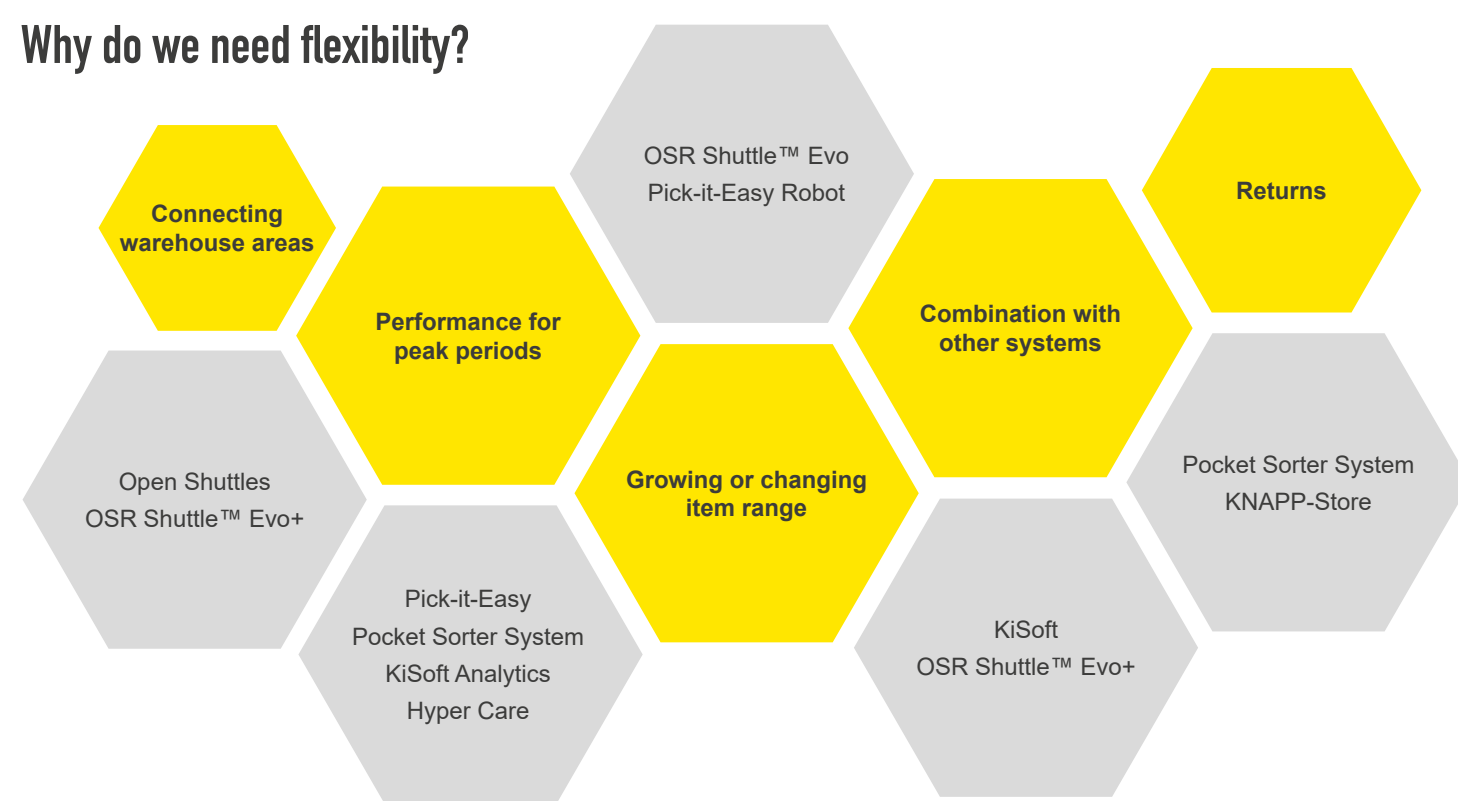 Why do we need flexibility?
Connecting
warehouse areas
Open Shuttles
OSR Shuttle™ Evo+
Performance for
peak periods
Pick-it-Easy
Pocket Sorter System
KiSoft Analytics
Hyper Care
OSR Shuttle™ Evo
Pick-it-Easy Robot
Growing or changing
item range
Combination with
other systems
KiSoft
OSR Shuttle™ Evo+
Returns
Pocket Sorter System
KNAPP-Store